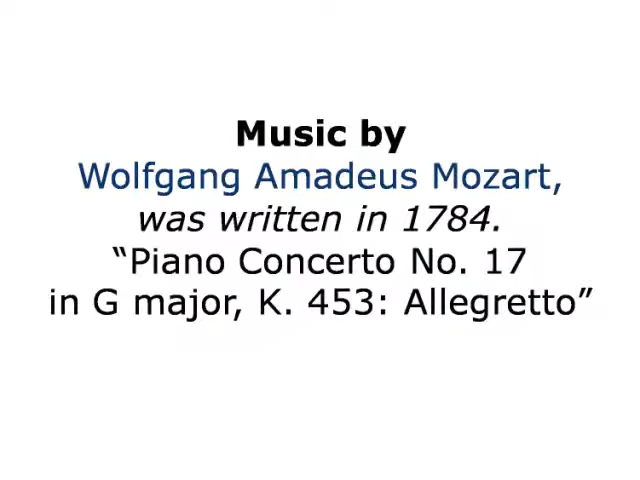 Music by
Wolfgang Amadeus Mozart,
was written in 1784.
“Piano Concerto No. 17
in G major, K. 453: Allegretto”